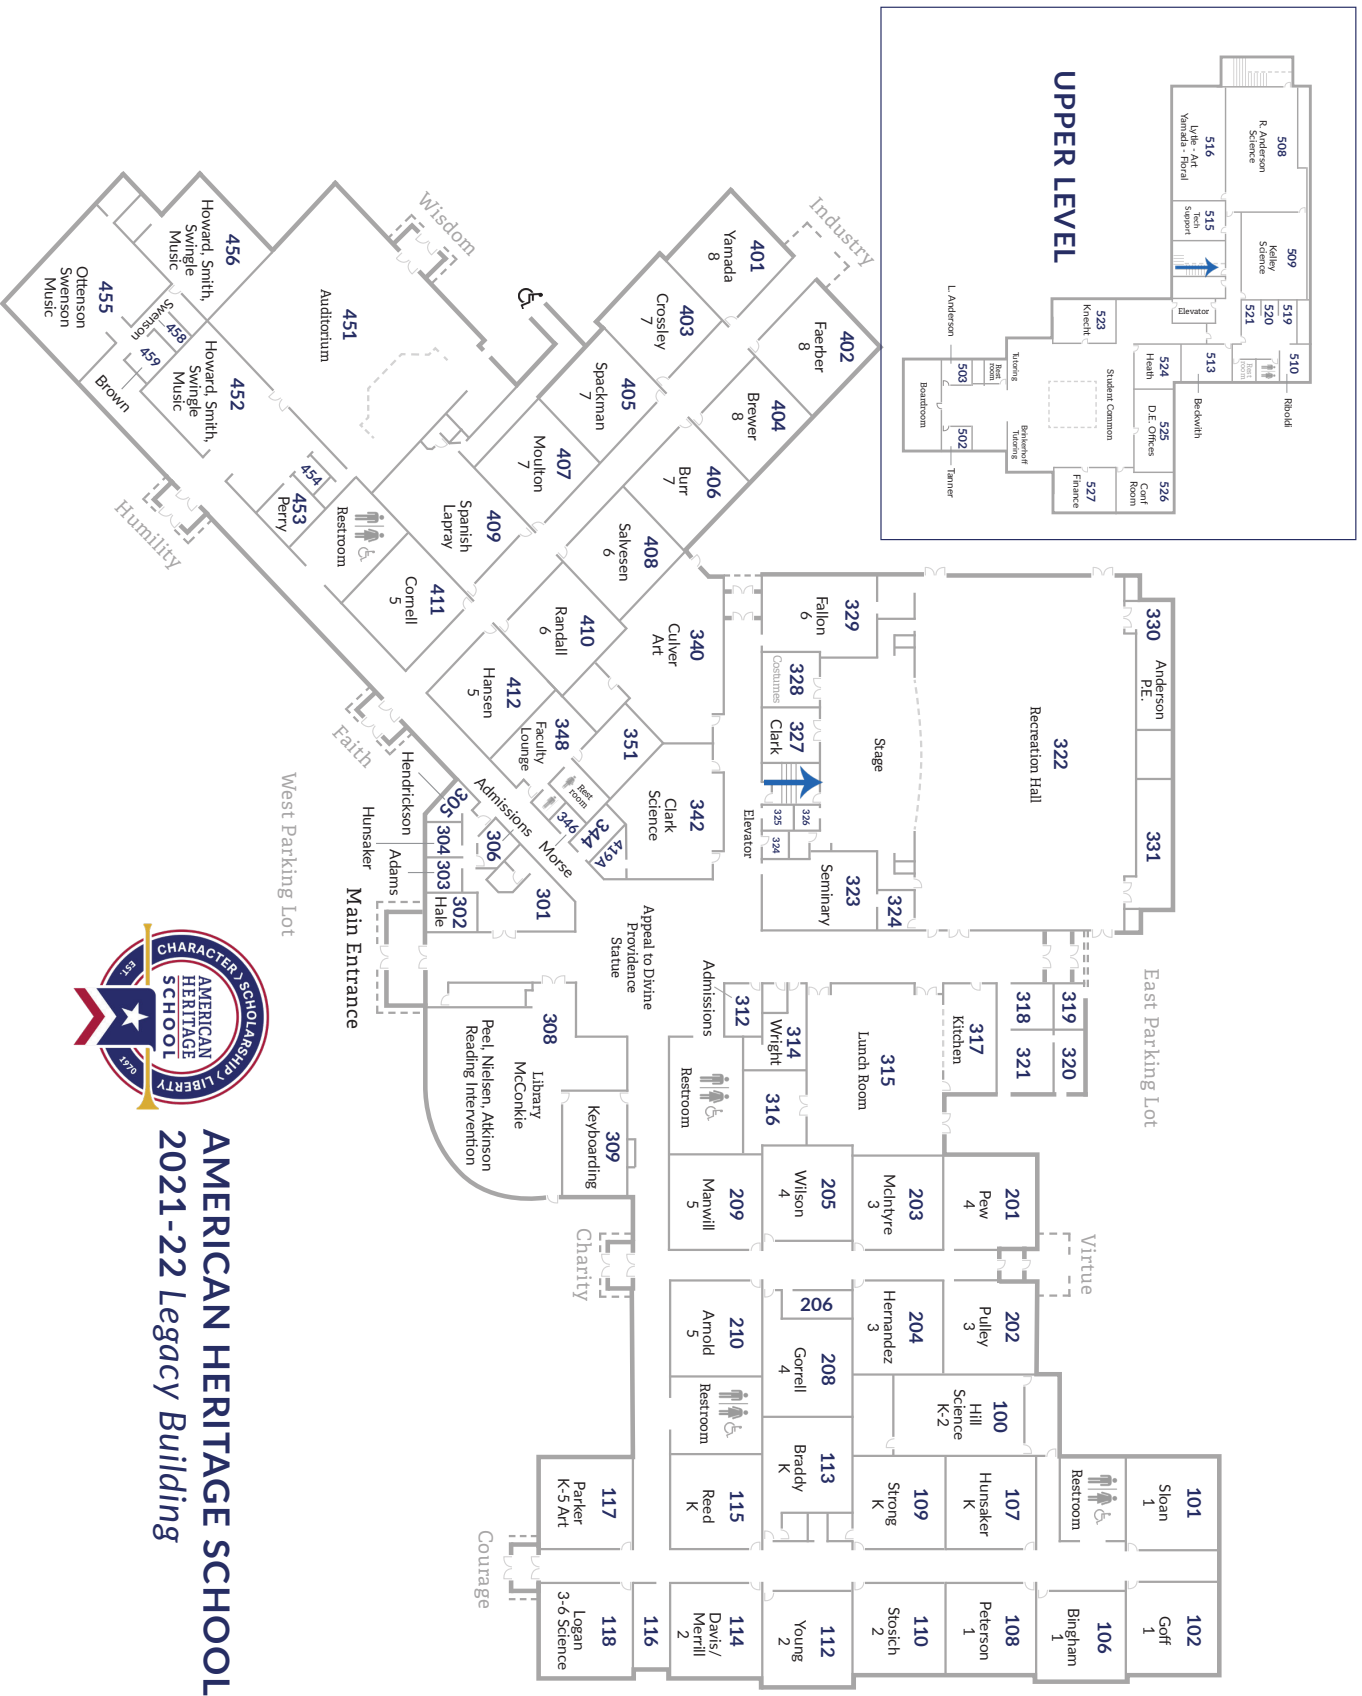 UPPER LEVEL
508
R. Anderson
Science
509
Kelley
Science
519
520
521
510
Rest
room
Riboldi
516
Lytle - Art
Yamada - Floral
515
Tech
Support
Elevator
513
Beckwith
523
Knecht
524
Heath
525
D.E. Offices
526
Conf
Room
527
Finance
Student Common
Tutoring
Brinkerhoff
Tutoring
Rest
room
503
502
L. Anderson
Tanner
Boardroom
Industry
Wisdom
Humility
Faith
401
Yamada
8
402
Faerber
8
403
Crossley
7
404
Brewer
8
405
Spackman
7
406
Burr
7
407
Moulton
7
408
Salvesen
6
409
Spanish
Lapray
410
Randall
6
411
Cornell
5
412
Hansen
5
451
Auditorium
456
Howard, Smith,
Swingle
Music
455
Ottenson
Swenson
Music
458
Swenson
459
Brown
452
Howard, Smith,
Swingle
Music
454
453
Perry
Restroom
330
Anderson
P.E.
331
322
Recreation Hall
Stage
329
Fallon
6
328
Costumes
327
Clark
326
325
324
Elevator
323
Seminary
324
340
Culver
Art
351
342
Clark
Science
348
Faculty
Lounge
Rest
room
346
344
419A
Morse
Admissions
305
Hendrickson
304
Hunsaker
303
Adams
302
Hale
306
301
Main Entrance
West Parking Lot
East Parking Lot
Appeal to Divine
Providence
Statue
319
318
320
321
317
Kitchen
315
Lunch Room
314
Wright
312
Admissions
316
Restroom
308
Library
McConkie
Peel, Nielsen, Atkinson
Reading Intervention
309
Keyboarding
201
Pew
4
203
McIntyre
3
205
Wilson
4
209
Manwill
5
Virtue
Charity
202
Pulley
3
204
Hernandez
3
206
208
Gorrell
4
210
Arnold
5
Restroom
100
Hill
Science
K-2
101
Sloan
1
Restroom
107
Hunsaker
K
109
Strong
K
113
Braddy
K
115
Reed
K
117
Parker
K-5 Art
Courage
102
Goff
1
106
Bingham
1
108
Peterson
1
110
Stosich
2
112
Young
2
114
Davis/
Merrill
2
116
118
Logan
3-6 Science
CHARACTER > SCHOLARSHIP > LIBERTY
EST.
1970
AMERICAN
HERITAGE
SCHOOL
AMERICAN HERITAGE SCHOOL
2021-22 Legacy Building